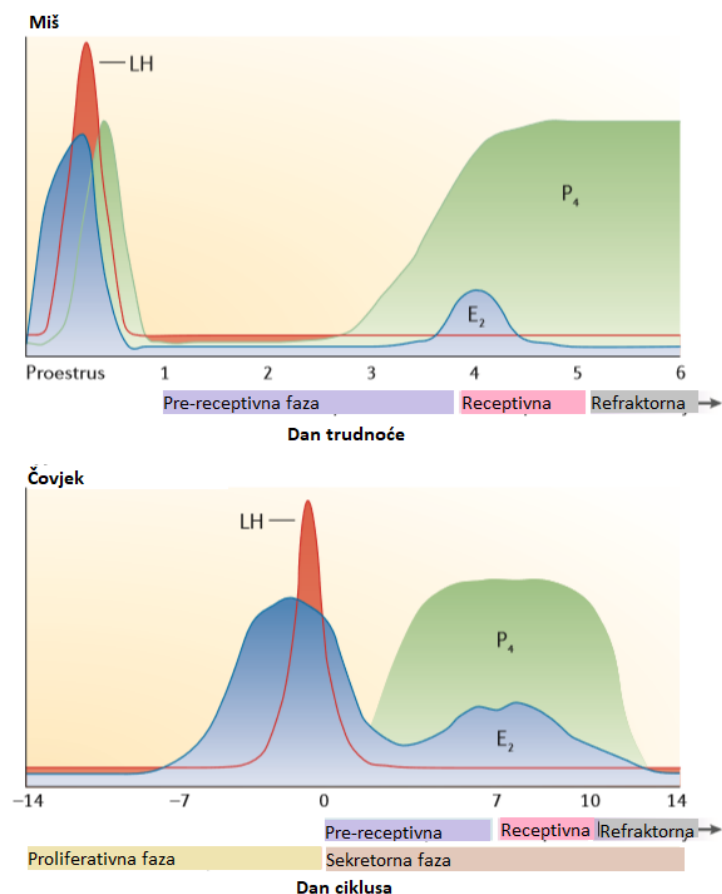 Miš
LH
P₄
E₂
Proestrus 1 2 3 4 5 6
Pre-receptivna faza Receptivna Refraktorna
Dan trudnoće
Čovjek
LH
P₄
E₂
−14 −7 0 7 10 14
Pre-receptivna Receptivna Refraktorna
Proliferativna faza Sekretorna faza
Dan ciklusa